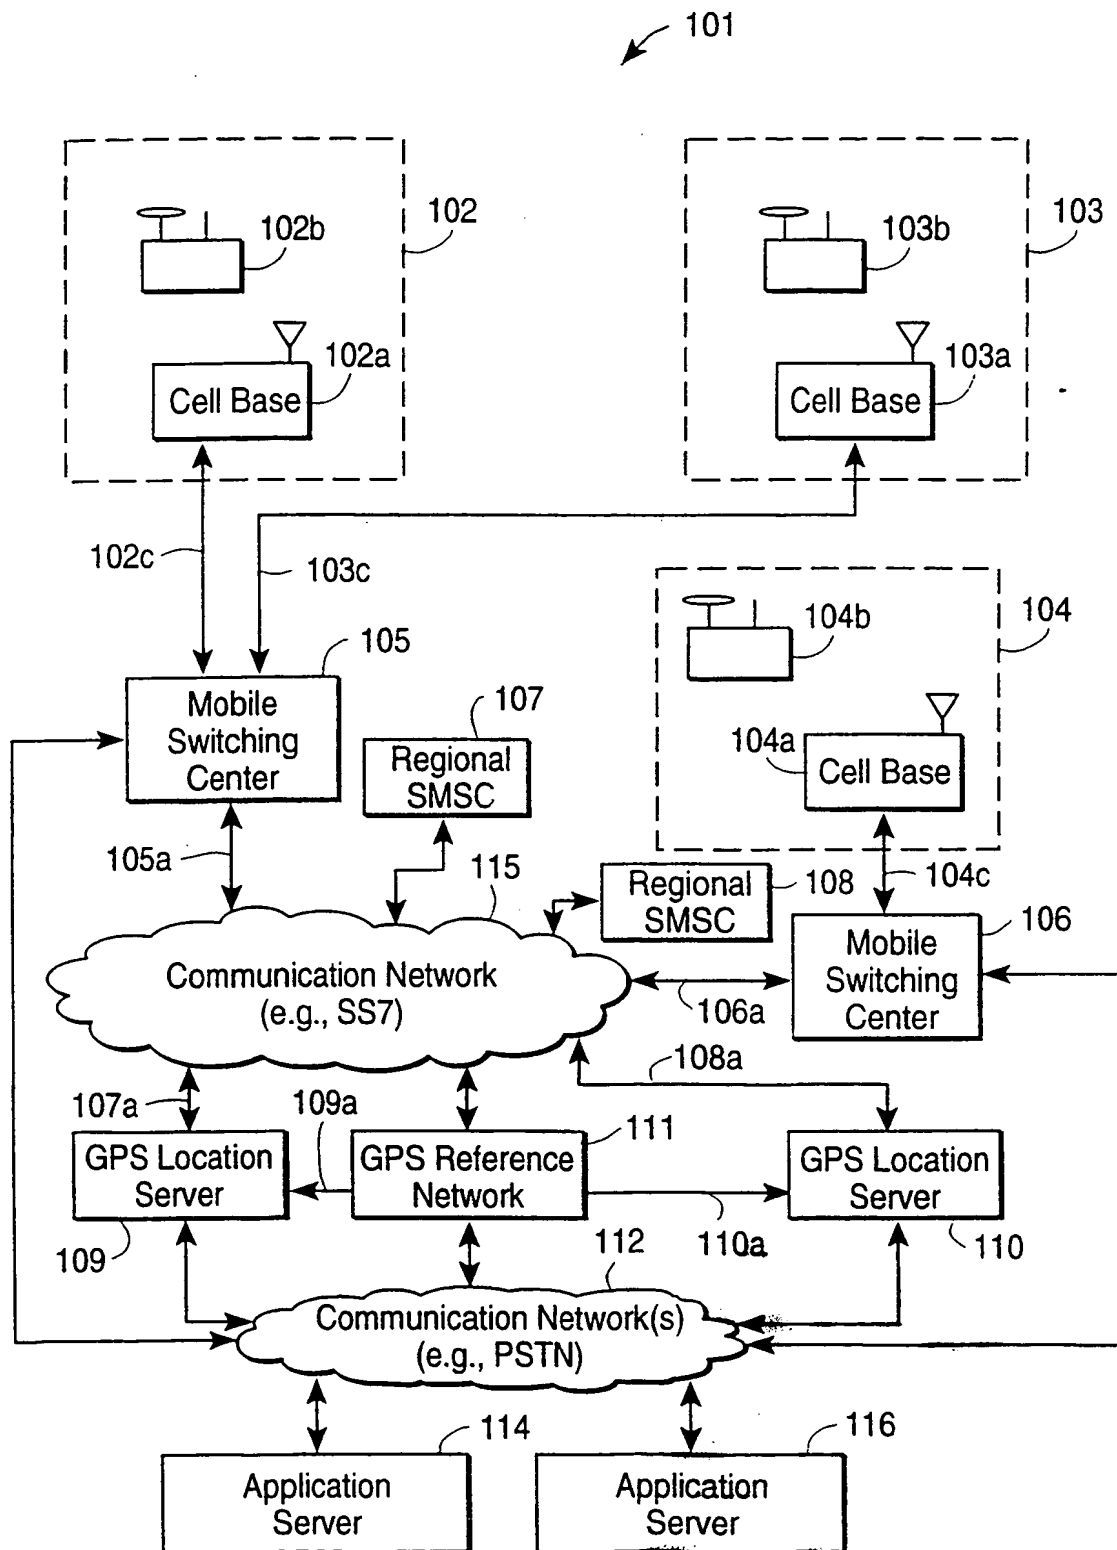 101
102
102b
102a
Cell Base
103
103b
103a
Cell Base
102c
103c
104
104b
104a
Cell Base
104c
105
Mobile
Switching
Center
107
Regional
SMSC
105a
115
108
Regional
SMSC
106
Mobile
Switching
Center
Communication Network
(e.g., SS7)
106a
108a
107a
109a
111
GPS Location
Server
GPS Reference
Network
GPS Location
Server
109
110a
110
112
Communication Network(s)
(e.g., PSTN)
114
116
Application
Server
Application
Server